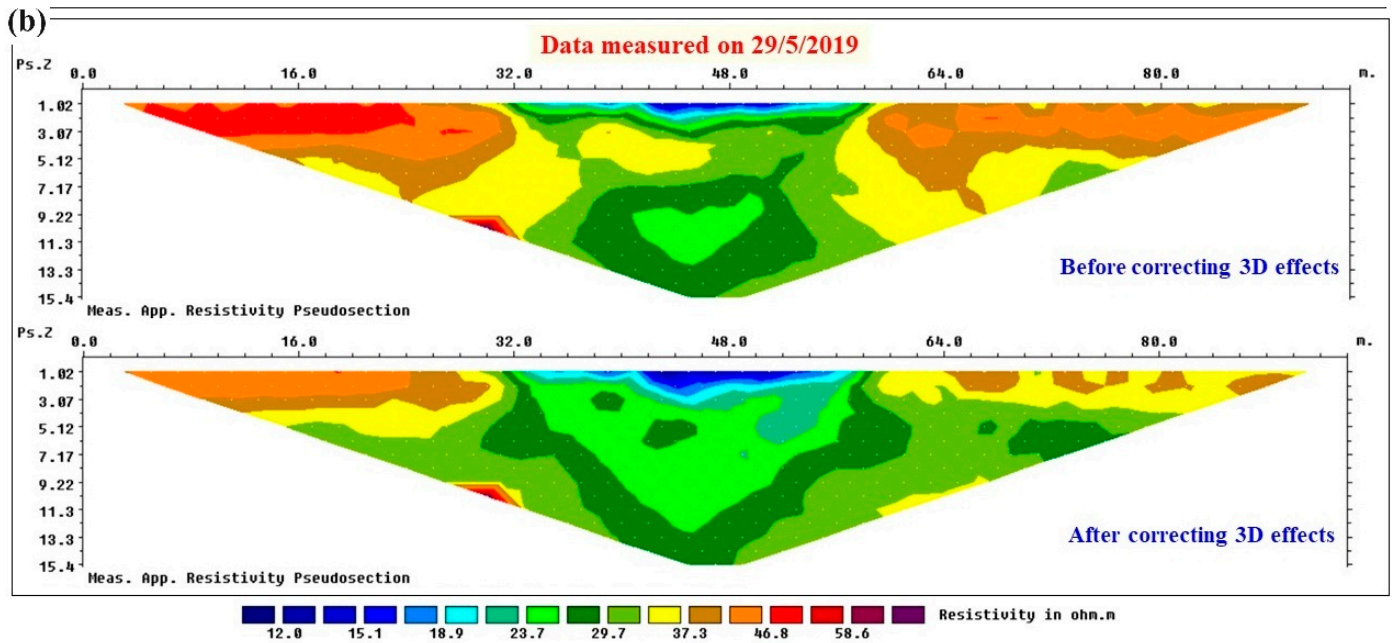 (b)
Data measured on 29/5/2019
Ps.Z 0.0 16.0 32.0 48.0 64.0 80.0 m.
1.02
3.07
5.12
7.17
9.22
11.3
13.3
15.4
Before correcting 3D effects
Meas. App. Resistivity Pseudosection
Ps.Z 0.0 16.0 32.0 48.0 64.0 80.0 m.
1.02
3.07
5.12
7.17
9.22
11.3
13.3
15.4
After correcting 3D effects
Meas. App. Resistivity Pseudosection
Resistivity in ohm.m
12.0 15.1 18.9 23.7 29.7 37.3 46.8 58.6